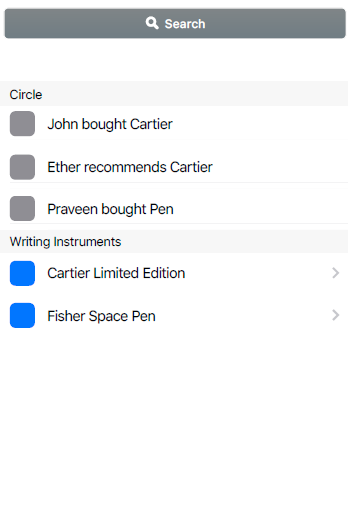 Search
Circle
John bought Cartier
Ether recommends Cartier
Praveen bought Pen
Writing Instruments
Cartier Limited Edition
Fisher Space Pen